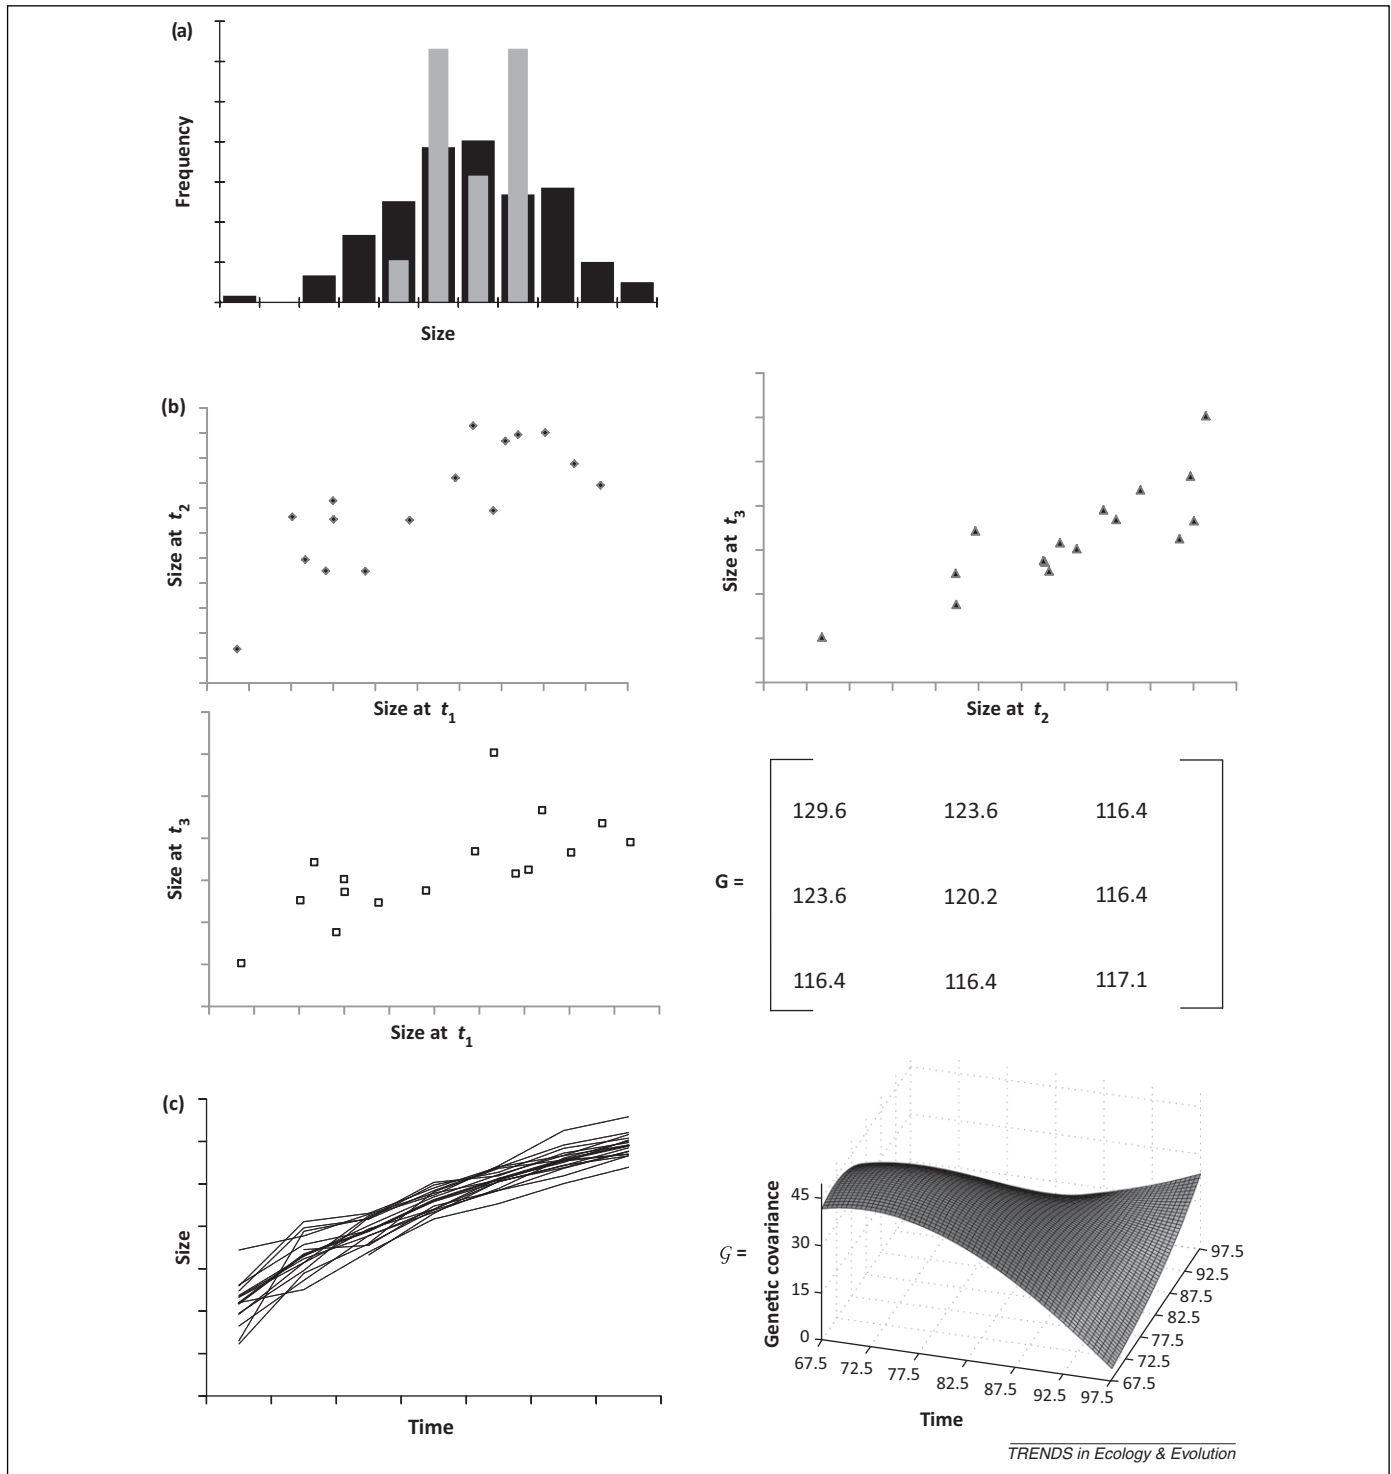 (a)
Frequency
Size
(b)
Size at t2
Size at t1
Size at t3
Size at t2
Size at t3
Size at t1
G =
129.6 123.6 116.4
123.6 120.2 116.4
116.4 116.4 117.1
(c)
Size
Time
𝒢 =
Genetic covariance
45
30
15
0
67.5 72.5 77.5 82.5 87.5 92.5 97.5
Time
97.5
92.5
87.5
82.5
77.5
72.5
67.5
TRENDS in Ecology & Evolution